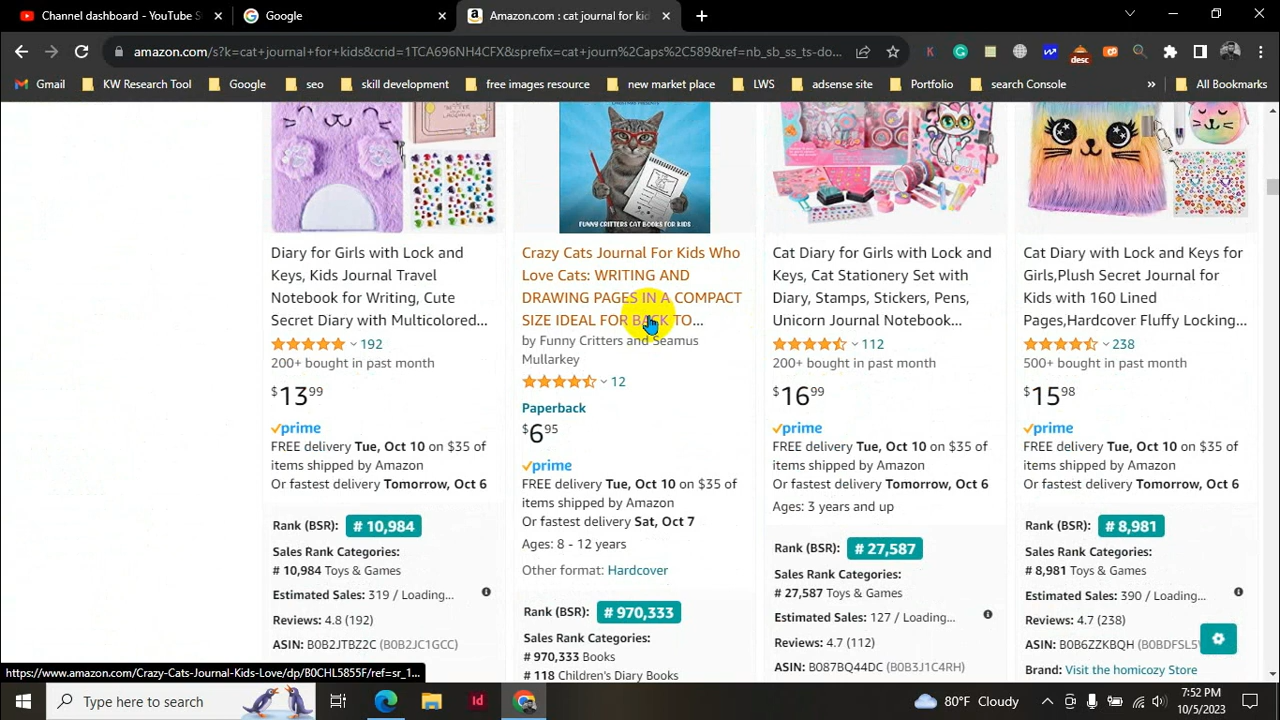 Channel dashboard - YouTube S
Google
Amazon.com : cat journal for kid
amazon.com/s?k=cat+journal+for+kids&crid=1TCA696NH4CFX&sprefix=cat+journ%2Caps%2C589&ref=nb_sb_ss_ts-do...
desc
Gmail
KW Research Tool
Google
seo
skill development
free images resource
new market place
LWS
adsense site
Portfolio
search Console
»
All Bookmarks
FUNNY CRITTERS CAT BOOKS FOR KIDS
Diary for Girls with Lock and
Keys, Kids Journal Travel
Notebook for Writing, Cute
Secret Diary with Multicolored...
192
200+ bought in past month
$13 99
prime
FREE delivery Tue, Oct 10 on $35 of
items shipped by Amazon
Or fastest delivery Tomorrow, Oct 6
Rank (BSR): # 10,984
Sales Rank Categories:
# 10,984 Toys & Games
Estimated Sales: 319 / Loading...
Reviews: 4.8 (192)
ASIN: B0B2JTBZ2C (B0B2JC1GCC)
Crazy Cats Journal For Kids Who
Love Cats: WRITING AND
DRAWING PAGES IN A COMPACT
SIZE IDEAL FOR BACK TO...
by Funny Critters and Seamus
Mullarkey
12
Paperback
$6 95
prime
FREE delivery Tue, Oct 10 on $35 of
items shipped by Amazon
Or fastest delivery Sat, Oct 7
Ages: 8 - 12 years
Other format: Hardcover
Rank (BSR): # 970,333
Sales Rank Categories:
# 970,333 Books
# 118 Children's Diary Books
Cat Diary for Girls with Lock and
Keys, Cat Stationery Set with
Diary, Stamps, Stickers, Pens,
Unicorn Journal Notebook...
112
200+ bought in past month
$16 99
prime
FREE delivery Tue, Oct 10 on $35 of
items shipped by Amazon
Or fastest delivery Tomorrow, Oct 6
Ages: 3 years and up
Rank (BSR): # 27,587
Sales Rank Categories:
# 27,587 Toys & Games
Estimated Sales: 127 / Loading...
Reviews: 4.7 (112)
ASIN: B087BQ44DC (B0B3J1C4RH)
Cat Diary with Lock and Keys for
Girls,Plush Secret Journal for
Kids with 160 Lined
Pages,Hardcover Fluffy Locking...
238
500+ bought in past month
$15 98
prime
FREE delivery Tue, Oct 10 on $35 of
items shipped by Amazon
Or fastest delivery Tomorrow, Oct 6
Rank (BSR): # 8,981
Sales Rank Categories:
# 8,981 Toys & Games
Estimated Sales: 390 / Loading...
Reviews: 4.7 (238)
ASIN: B0B6ZZKBQH (B0BDFSL5
Brand: Visit the homicozy Store
https://www.amazon.com/Crazy-Cats-Journal-Kids-Love/dp/B0CHL5855F/ref=sr_1...
Type here to search
Id
80°F Cloudy
7:52 PM
10/5/2023